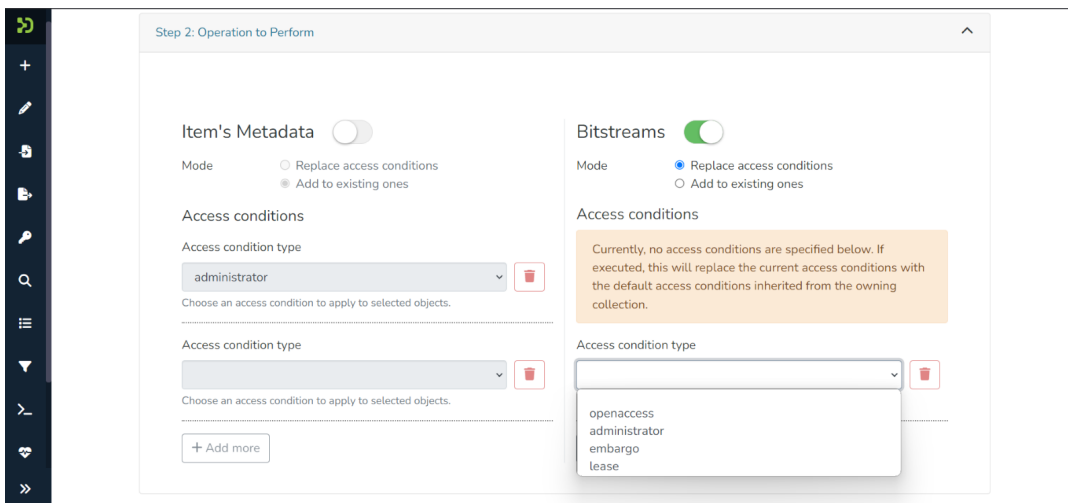 Step 2: Operation to Perform
Item's Metadata
Mode
Replace access conditions
Add to existing ones
Access conditions
Access condition type
administrator
Choose an access condition to apply to selected objects.
Access condition type
Choose an access condition to apply to selected objects.
+ Add more
Bitstreams
Mode
Replace access conditions
Add to existing ones
Access conditions
Currently, no access conditions are specified below. If
executed, this will replace the current access conditions with
the default access conditions inherited from the owning
collection.
Access condition type
openaccess
administrator
embargo
lease